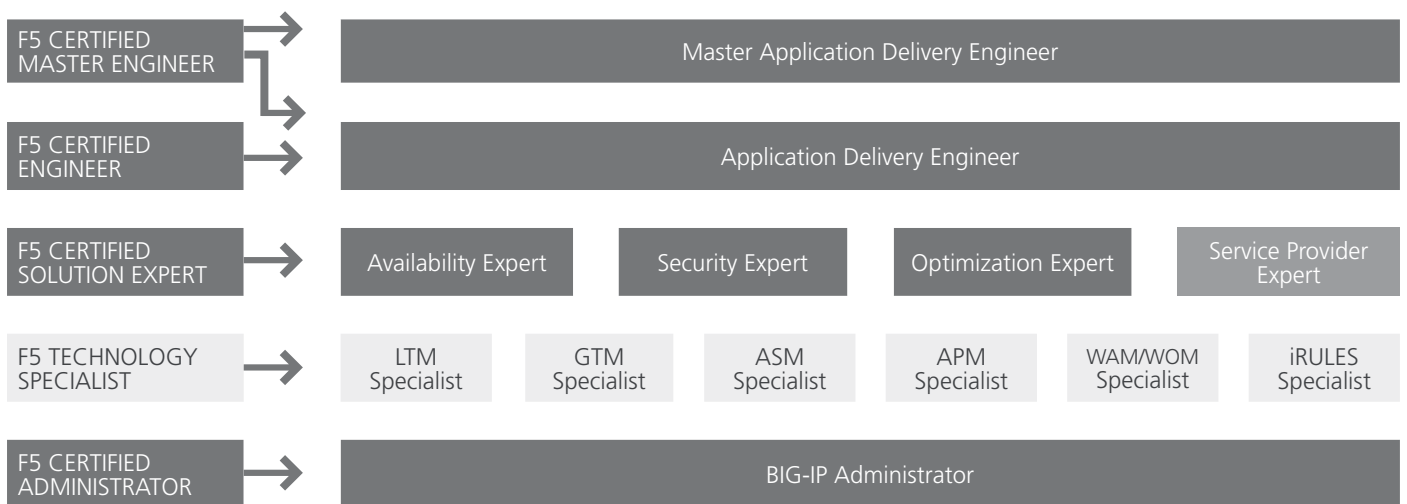 F5 CERTIFIED
MASTER ENGINEER
Master Application Delivery Engineer
F5 CERTIFIED
ENGINEER
Application Delivery Engineer
F5 CERTIFIED
SOLUTION EXPERT
Availability Expert
Security Expert
Optimization Expert
Service Provider
Expert
F5 TECHNOLOGY
SPECIALIST
LTM
Specialist
GTM
Specialist
ASM
Specialist
APM
Specialist
WAM/WOM
Specialist
iRULES
Specialist
F5 CERTIFIED
ADMINISTRATOR
BIG-IP Administrator